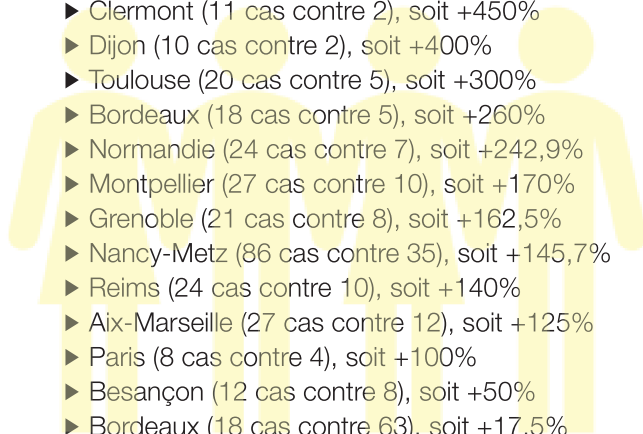 ▶ Clermont (11 cas contre 2), soit +450%
▶ Dijon (10 cas contre 2), soit +400%
▶ Toulouse (20 cas contre 5), soit +300%
▶ Bordeaux (18 cas contre 5), soit +260%
▶ Normandie (24 cas contre 7), soit +242,9%
▶ Montpellier (27 cas contre 10), soit +170%
▶ Grenoble (21 cas contre 8), soit +162,5%
▶ Nancy-Metz (86 cas contre 35), soit +145,7%
▶ Reims (24 cas contre 10), soit +140%
▶ Aix-Marseille (27 cas contre 12), soit +125%
▶ Paris (8 cas contre 4), soit +100%
▶ Besançon (12 cas contre 8), soit +50%
▶ Bordeaux (18 cas contre 63), soit +17,5%